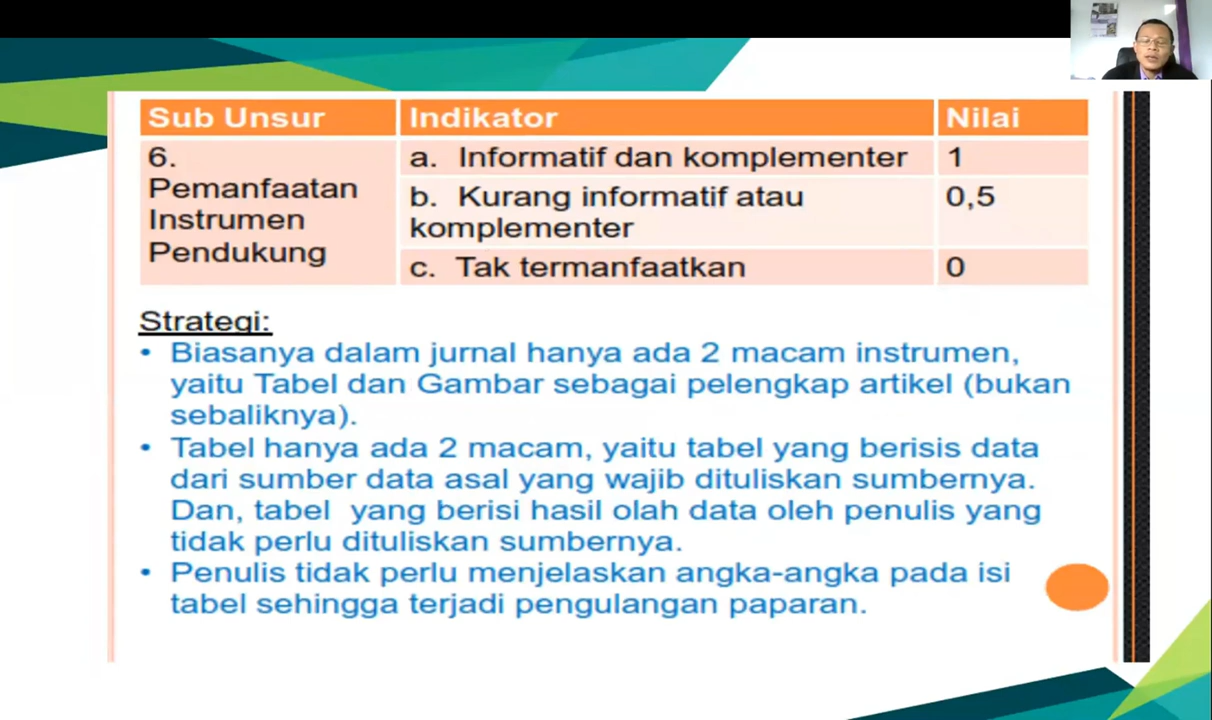 Sub Unsur Indikator Nilai
6. a. Informatif dan komplementer 1
Pemanfaatan
Instrumen
Pendukung
b. Kurang informatif atau 0,5
komplementer
c. Tak termanfaatkan 0
Strategi:
• Biasanya dalam jurnal hanya ada 2 macam instrumen,
yaitu Tabel dan Gambar sebagai pelengkap artikel (bukan
sebaliknya).
• Tabel hanya ada 2 macam, yaitu tabel yang berisis data
dari sumber data asal yang wajib dituliskan sumbernya.
Dan, tabel yang berisi hasil olah data oleh penulis yang
tidak perlu dituliskan sumbernya.
• Penulis tidak perlu menjelaskan angka-angka pada isi
tabel sehingga terjadi pengulangan paparan.